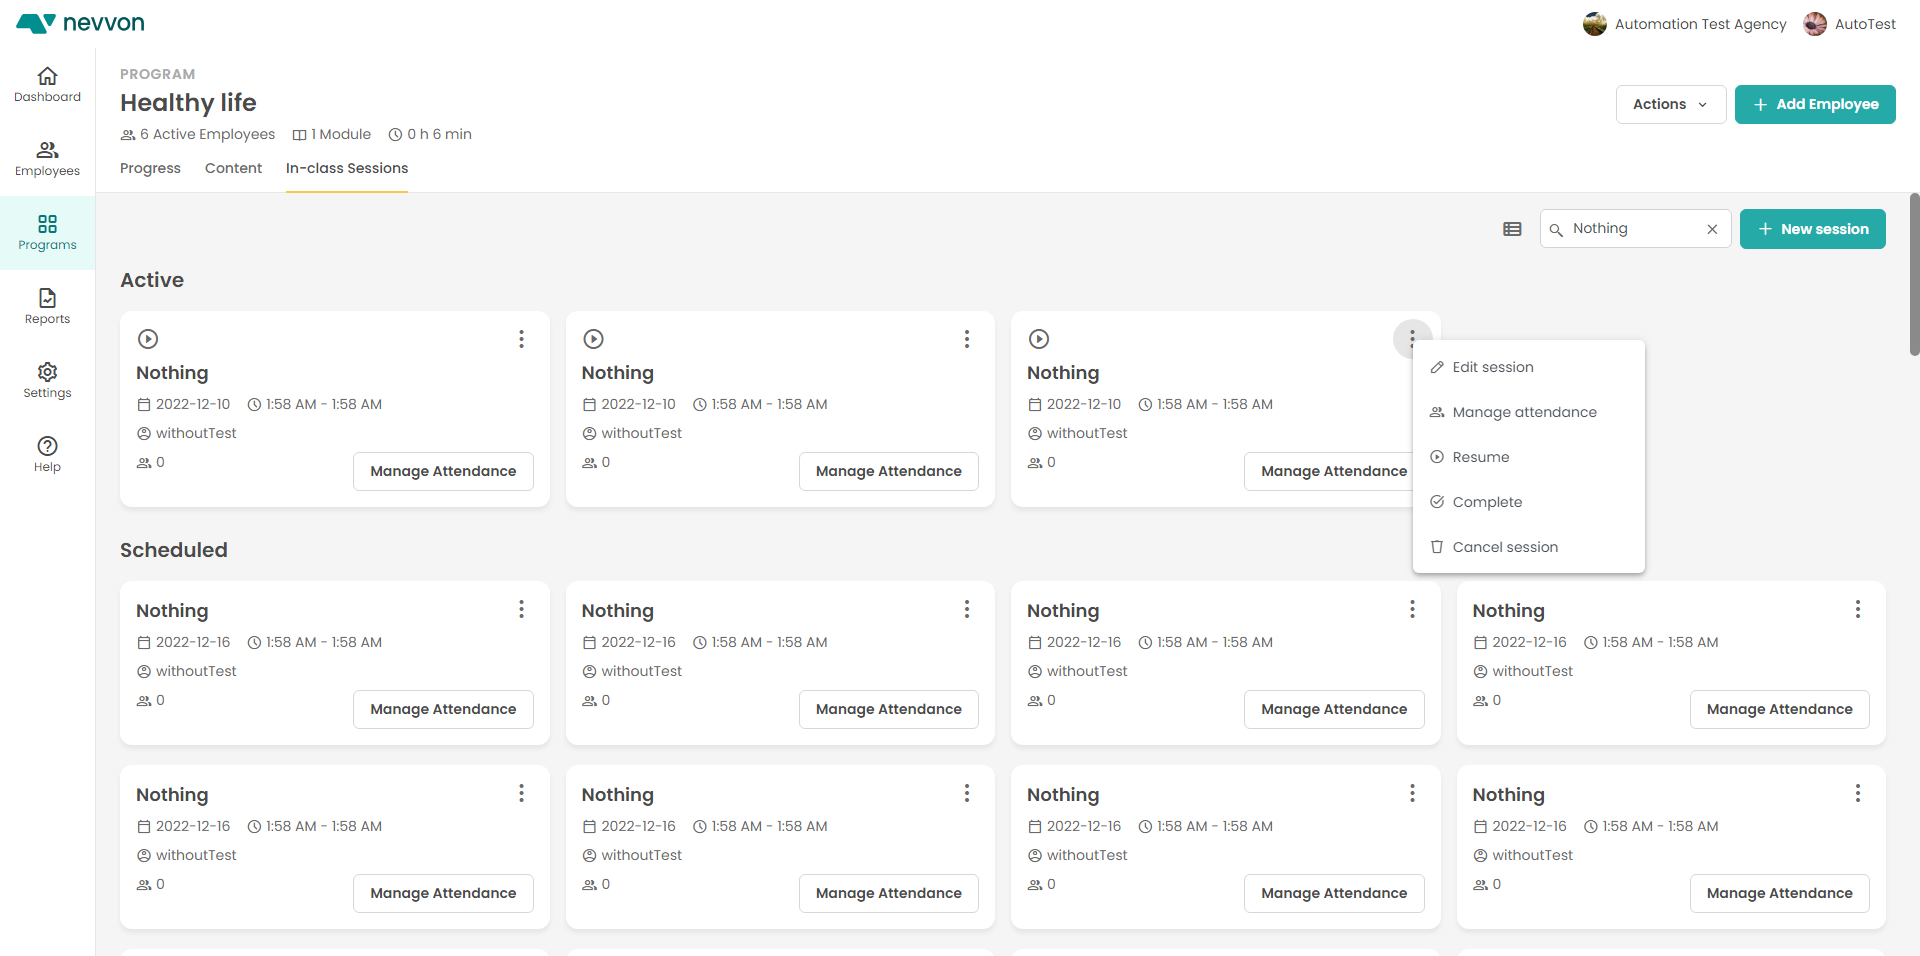 nevvon
Automation Test Agency
AutoTest
Dashboard
Employees
Programs
Reports
Settings
Help
PROGRAM
Healthy life
6 Active Employees 1 Module 0 h 6 min
Actions
Add Employee
Progress Content In-class Sessions
Nothing
New session
Active
Nothing
2022-12-10 1:58 AM - 1:58 AM
withoutTest
0
Manage Attendance
Nothing
2022-12-10 1:58 AM - 1:58 AM
withoutTest
0
Manage Attendance
Nothing
2022-12-10 1:58 AM - 1:58 AM
withoutTest
0
Manage Attendance
Edit session
Manage attendance
Resume
Complete
Cancel session
Scheduled
Nothing
2022-12-16 1:58 AM - 1:58 AM
withoutTest
0
Manage Attendance
Nothing
2022-12-16 1:58 AM - 1:58 AM
withoutTest
0
Manage Attendance
Nothing
2022-12-16 1:58 AM - 1:58 AM
withoutTest
0
Manage Attendance
Nothing
2022-12-16 1:58 AM - 1:58 AM
withoutTest
0
Manage Attendance
Nothing
2022-12-16 1:58 AM - 1:58 AM
withoutTest
0
Manage Attendance
Nothing
2022-12-16 1:58 AM - 1:58 AM
withoutTest
0
Manage Attendance
Nothing
2022-12-16 1:58 AM - 1:58 AM
withoutTest
0
Manage Attendance
Nothing
2022-12-16 1:58 AM - 1:58 AM
withoutTest
0
Manage Attendance